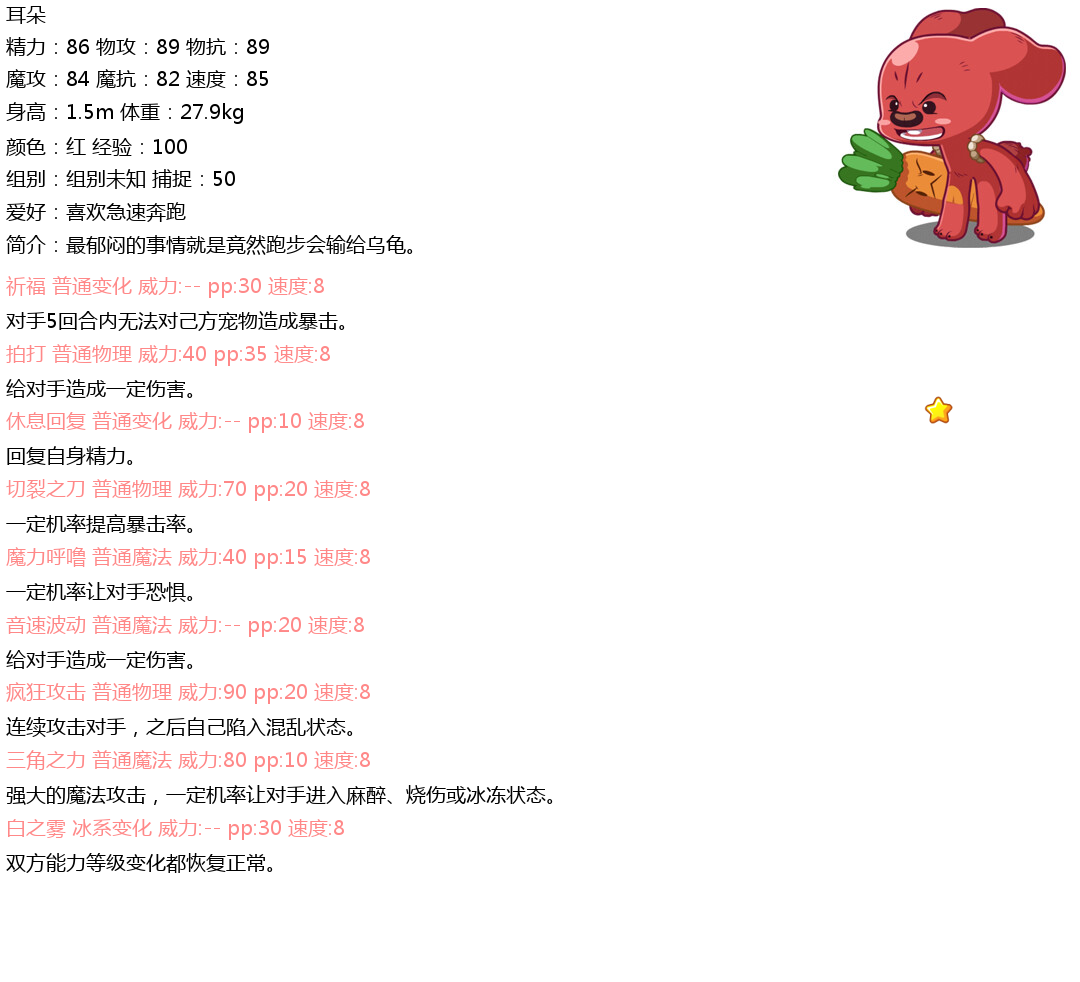 耳朵
精力：86 物攻：89 物抗：89
魔攻：84 魔抗：82 速度：85
身高：1.5m 体重：27.9kg
颜色：红 经验：100
组别：组别未知 捕捉：50
爱好：喜欢急速奔跑
简介：最郁闷的事情就是竟然跑步会输给乌龟。
祈福 普通变化 威力:-- pp:30 速度:8
对手5回合内无法对己方宠物造成暴击。
拍打 普通物理 威力:40 pp:35 速度:8
给对手造成一定伤害。
休息回复 普通变化 威力:-- pp:10 速度:8
回复自身精力。
切裂之刀 普通物理 威力:70 pp:20 速度:8
一定机率提高暴击率。
魔力呼噜 普通魔法 威力:40 pp:15 速度:8
一定机率让对手恐惧。
音速波动 普通魔法 威力:-- pp:20 速度:8
给对手造成一定伤害。
疯狂攻击 普通物理 威力:90 pp:20 速度:8
连续攻击对手，之后自己陷入混乱状态。
三角之力 普通魔法 威力:80 pp:10 速度:8
强大的魔法攻击，一定机率让对手进入麻醉、烧伤或冰冻状态。
白之雾 冰系变化 威力:-- pp:30 速度:8
双方能力等级变化都恢复正常。